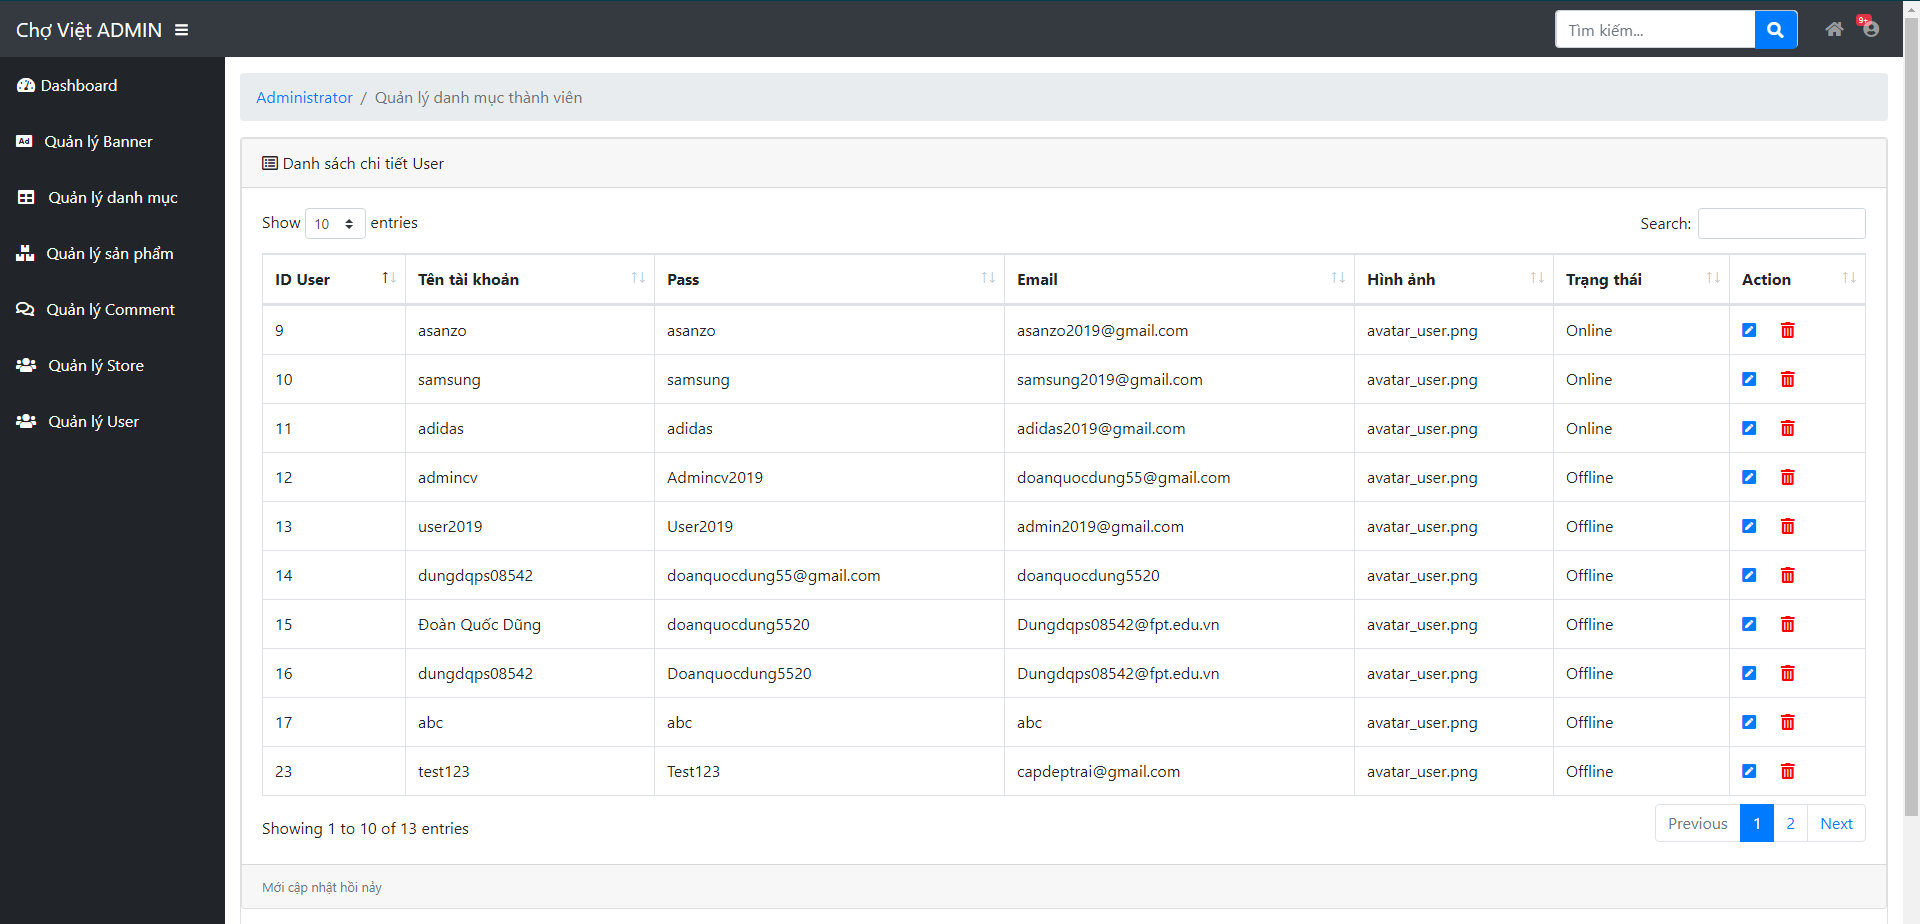 Chợ Việt ADMIN
Tìm kiếm...
9+
Dashboard
Ad Quản lý Banner
Quản lý danh mục
Quản lý sản phẩm
Quản lý Comment
Quản lý Store
Quản lý User
Administrator / Quản lý danh mục thành viên
Danh sách chi tiết User
Show 10 entries
Search:
ID User Tên tài khoản Pass Email Hình ảnh Trạng thái Action
9 asanzo asanzo asanzo2019@gmail.com avatar_user.png Online
10 samsung samsung samsung2019@gmail.com avatar_user.png Online
11 adidas adidas adidas2019@gmail.com avatar_user.png Online
12 admincv Admincv2019 doanquocdung55@gmail.com avatar_user.png Offline
13 user2019 User2019 admin2019@gmail.com avatar_user.png Offline
14 dungdqps08542 doanquocdung55@gmail.com doanquocdung5520 avatar_user.png Offline
15 Đoàn Quốc Dũng doanquocdung5520 Dungdqps08542@fpt.edu.vn avatar_user.png Offline
16 dungdqps08542 Doanquocdung5520 Dungdqps08542@fpt.edu.vn avatar_user.png Offline
17 abc abc abc avatar_user.png Offline
23 test123 Test123 capdeptrai@gmail.com avatar_user.png Offline
Showing 1 to 10 of 13 entries
Previous 1 2 Next
Mới cập nhật hồi nảy